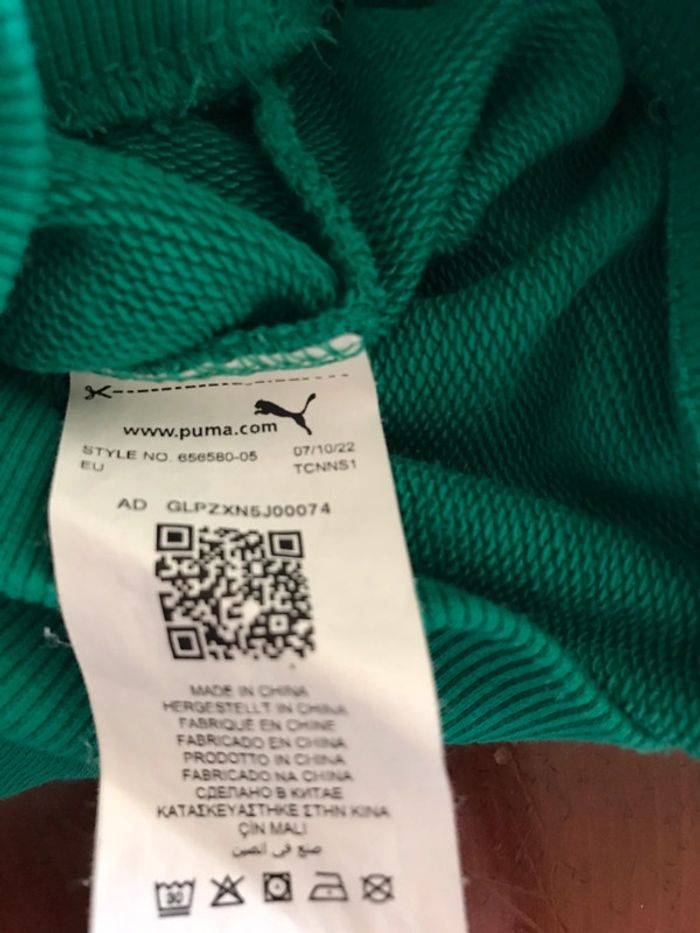 www.puma.com
STYLE NO. 656580-05 07/10/22
EU TCNNS1
AD GLPZXN5J00074
MADE IN CHINA
HERGESTELLT IN CHINA
FABRIQUÉ EN CHINE
FABRICADO EN CHINA
PRODOTTO IN CHINA
FABRICADO NA CHINA
СДЕЛАНО В КИТАЕ
ΚΑΤΑΣΚΕΥΑΣΤΗΚΕ ΣΤΗΝ ΚΙΝΑ
ÇİN MALI
صنع في الصين
30